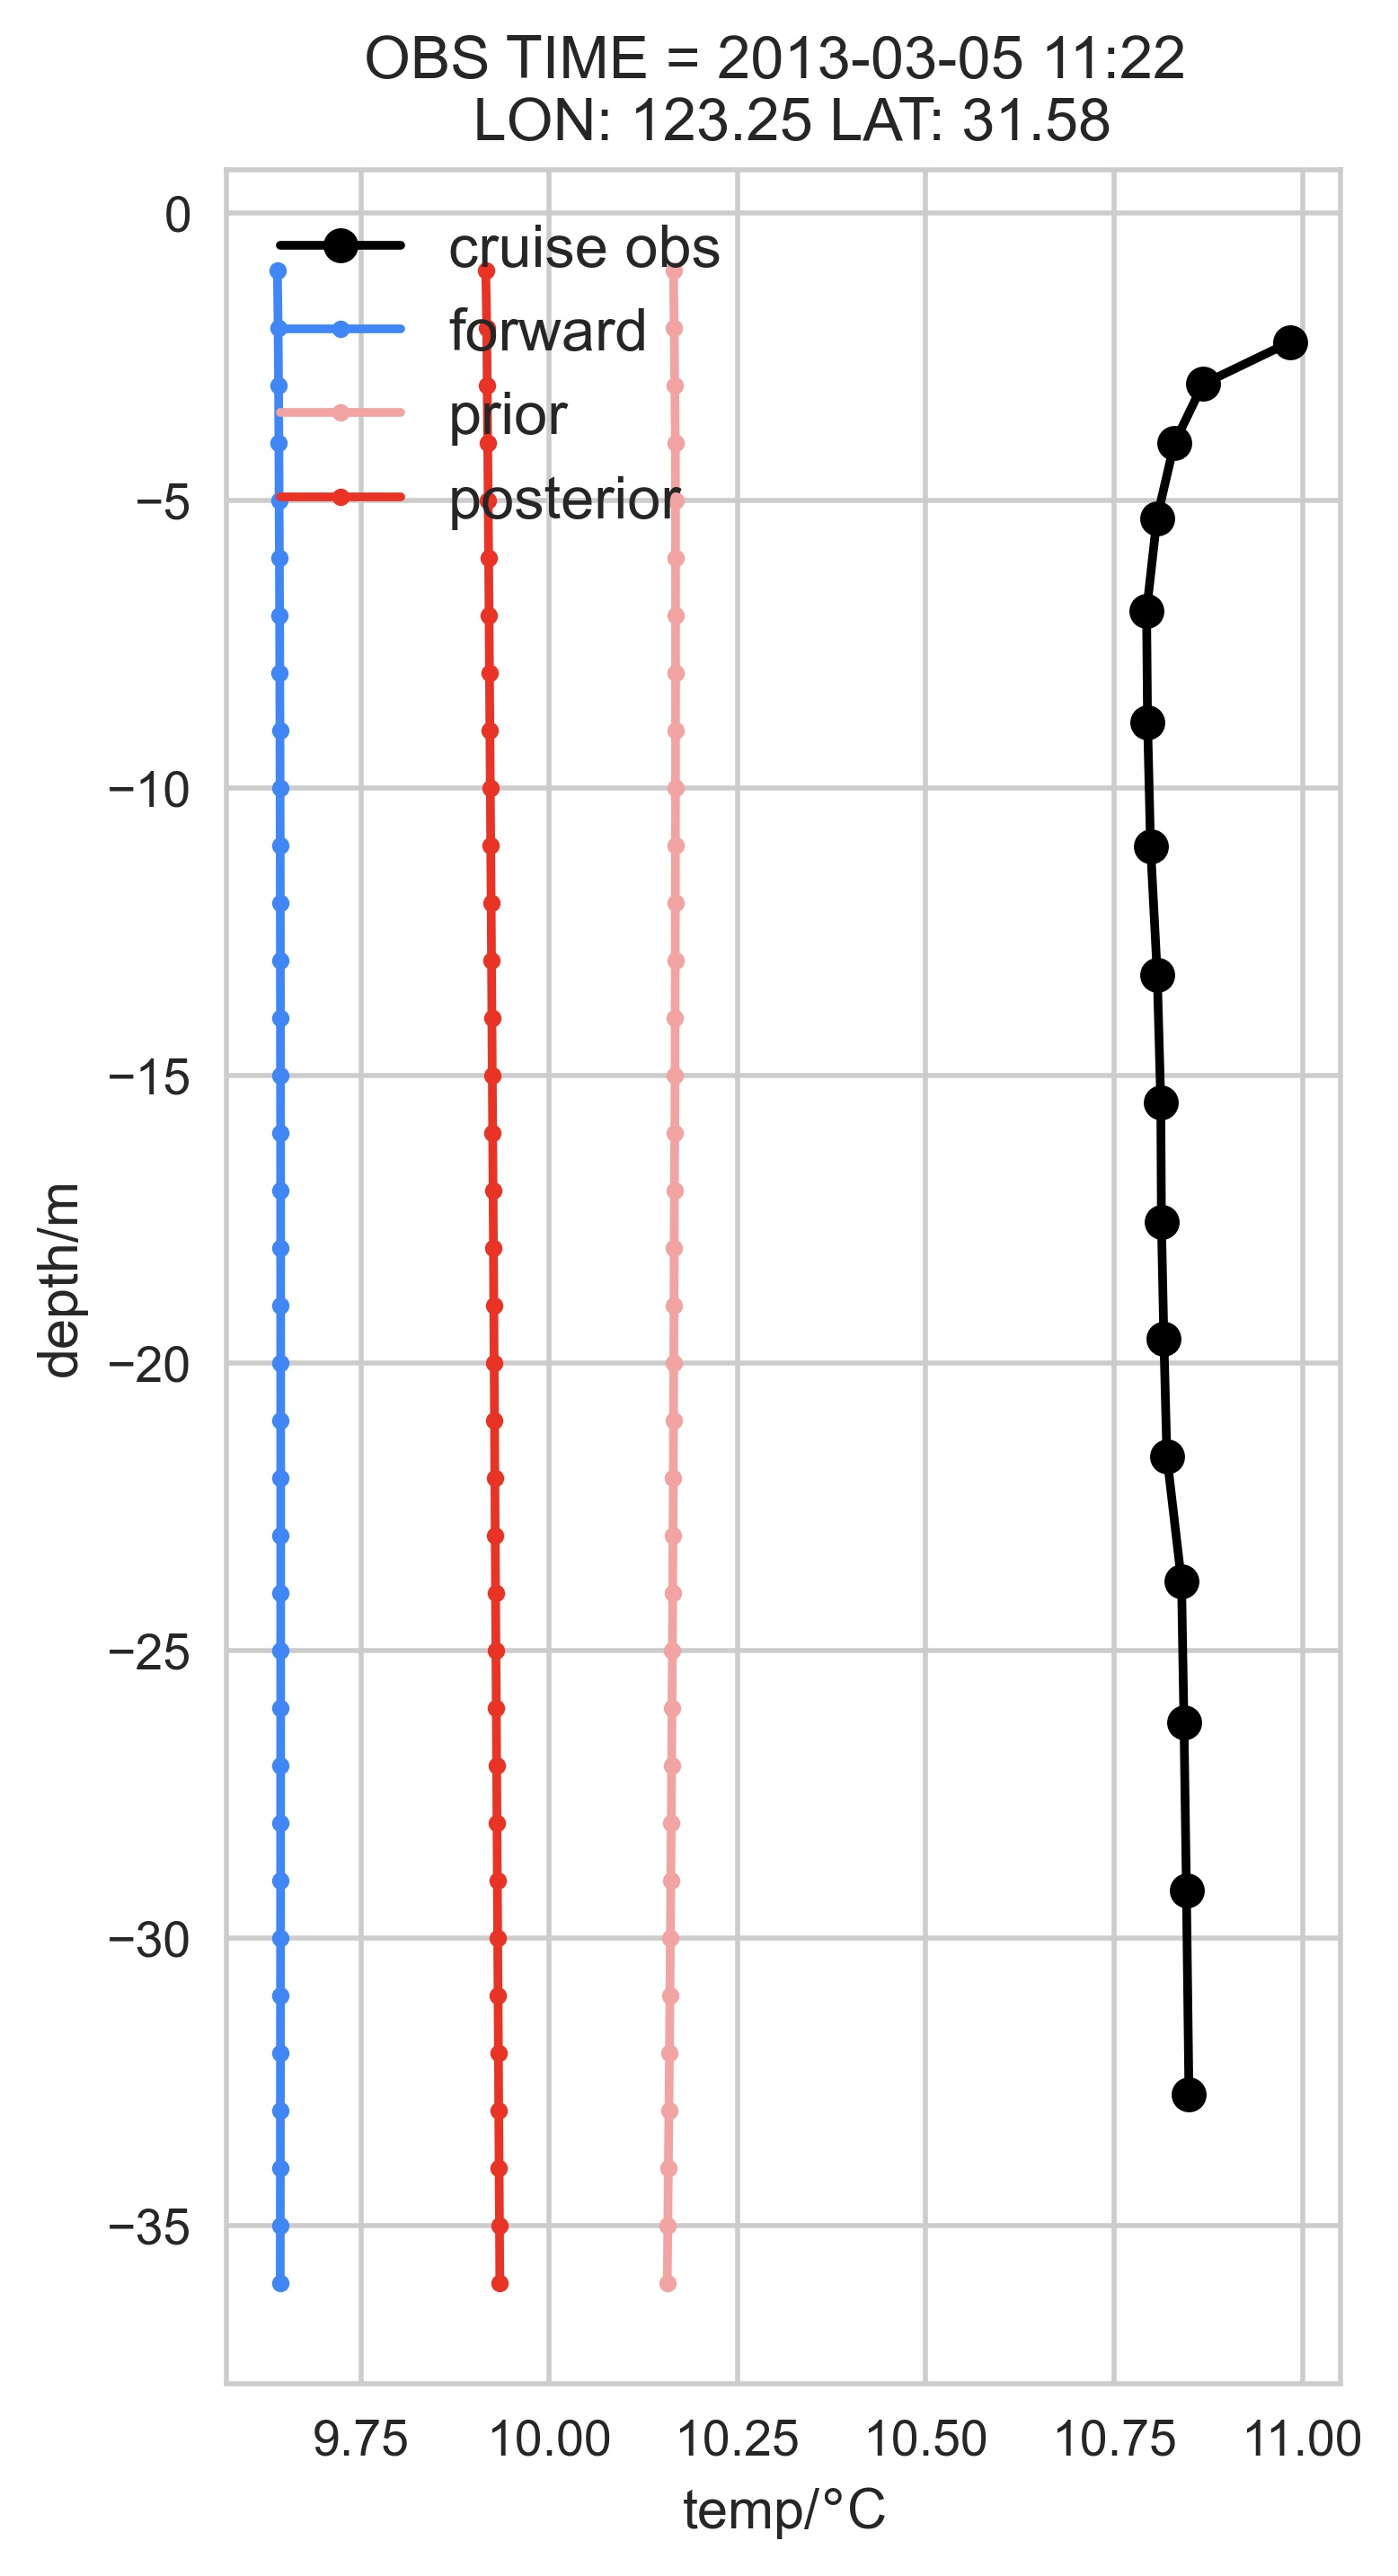 OBS TIME = 2013-03-05 11:22
LON: 123.25 LAT: 31.58
cruise obs
forward
prior
posterior
0
−5
−10
−15
−20
−25
−30
−35
depth/m
9.75 10.00 10.25 10.50 10.75 11.00
temp/°C